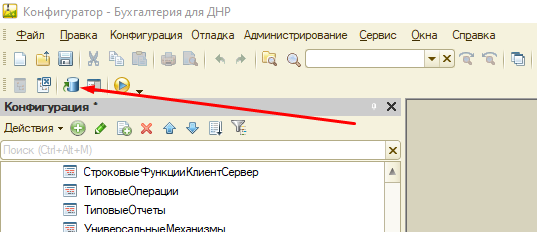 Конфигуратор - Бухгалтерия для ДНР
Файл Правка Конфигурация Отладка Администрирование Сервис Окна Справка
Конфигурация *
Действия
Поиск (Ctrl+Alt+M)
СтроковыеФункцииКлиентСервер
ТиповыеОперации
ТиповыеОтчеты
УниверсальныеМеханизмы